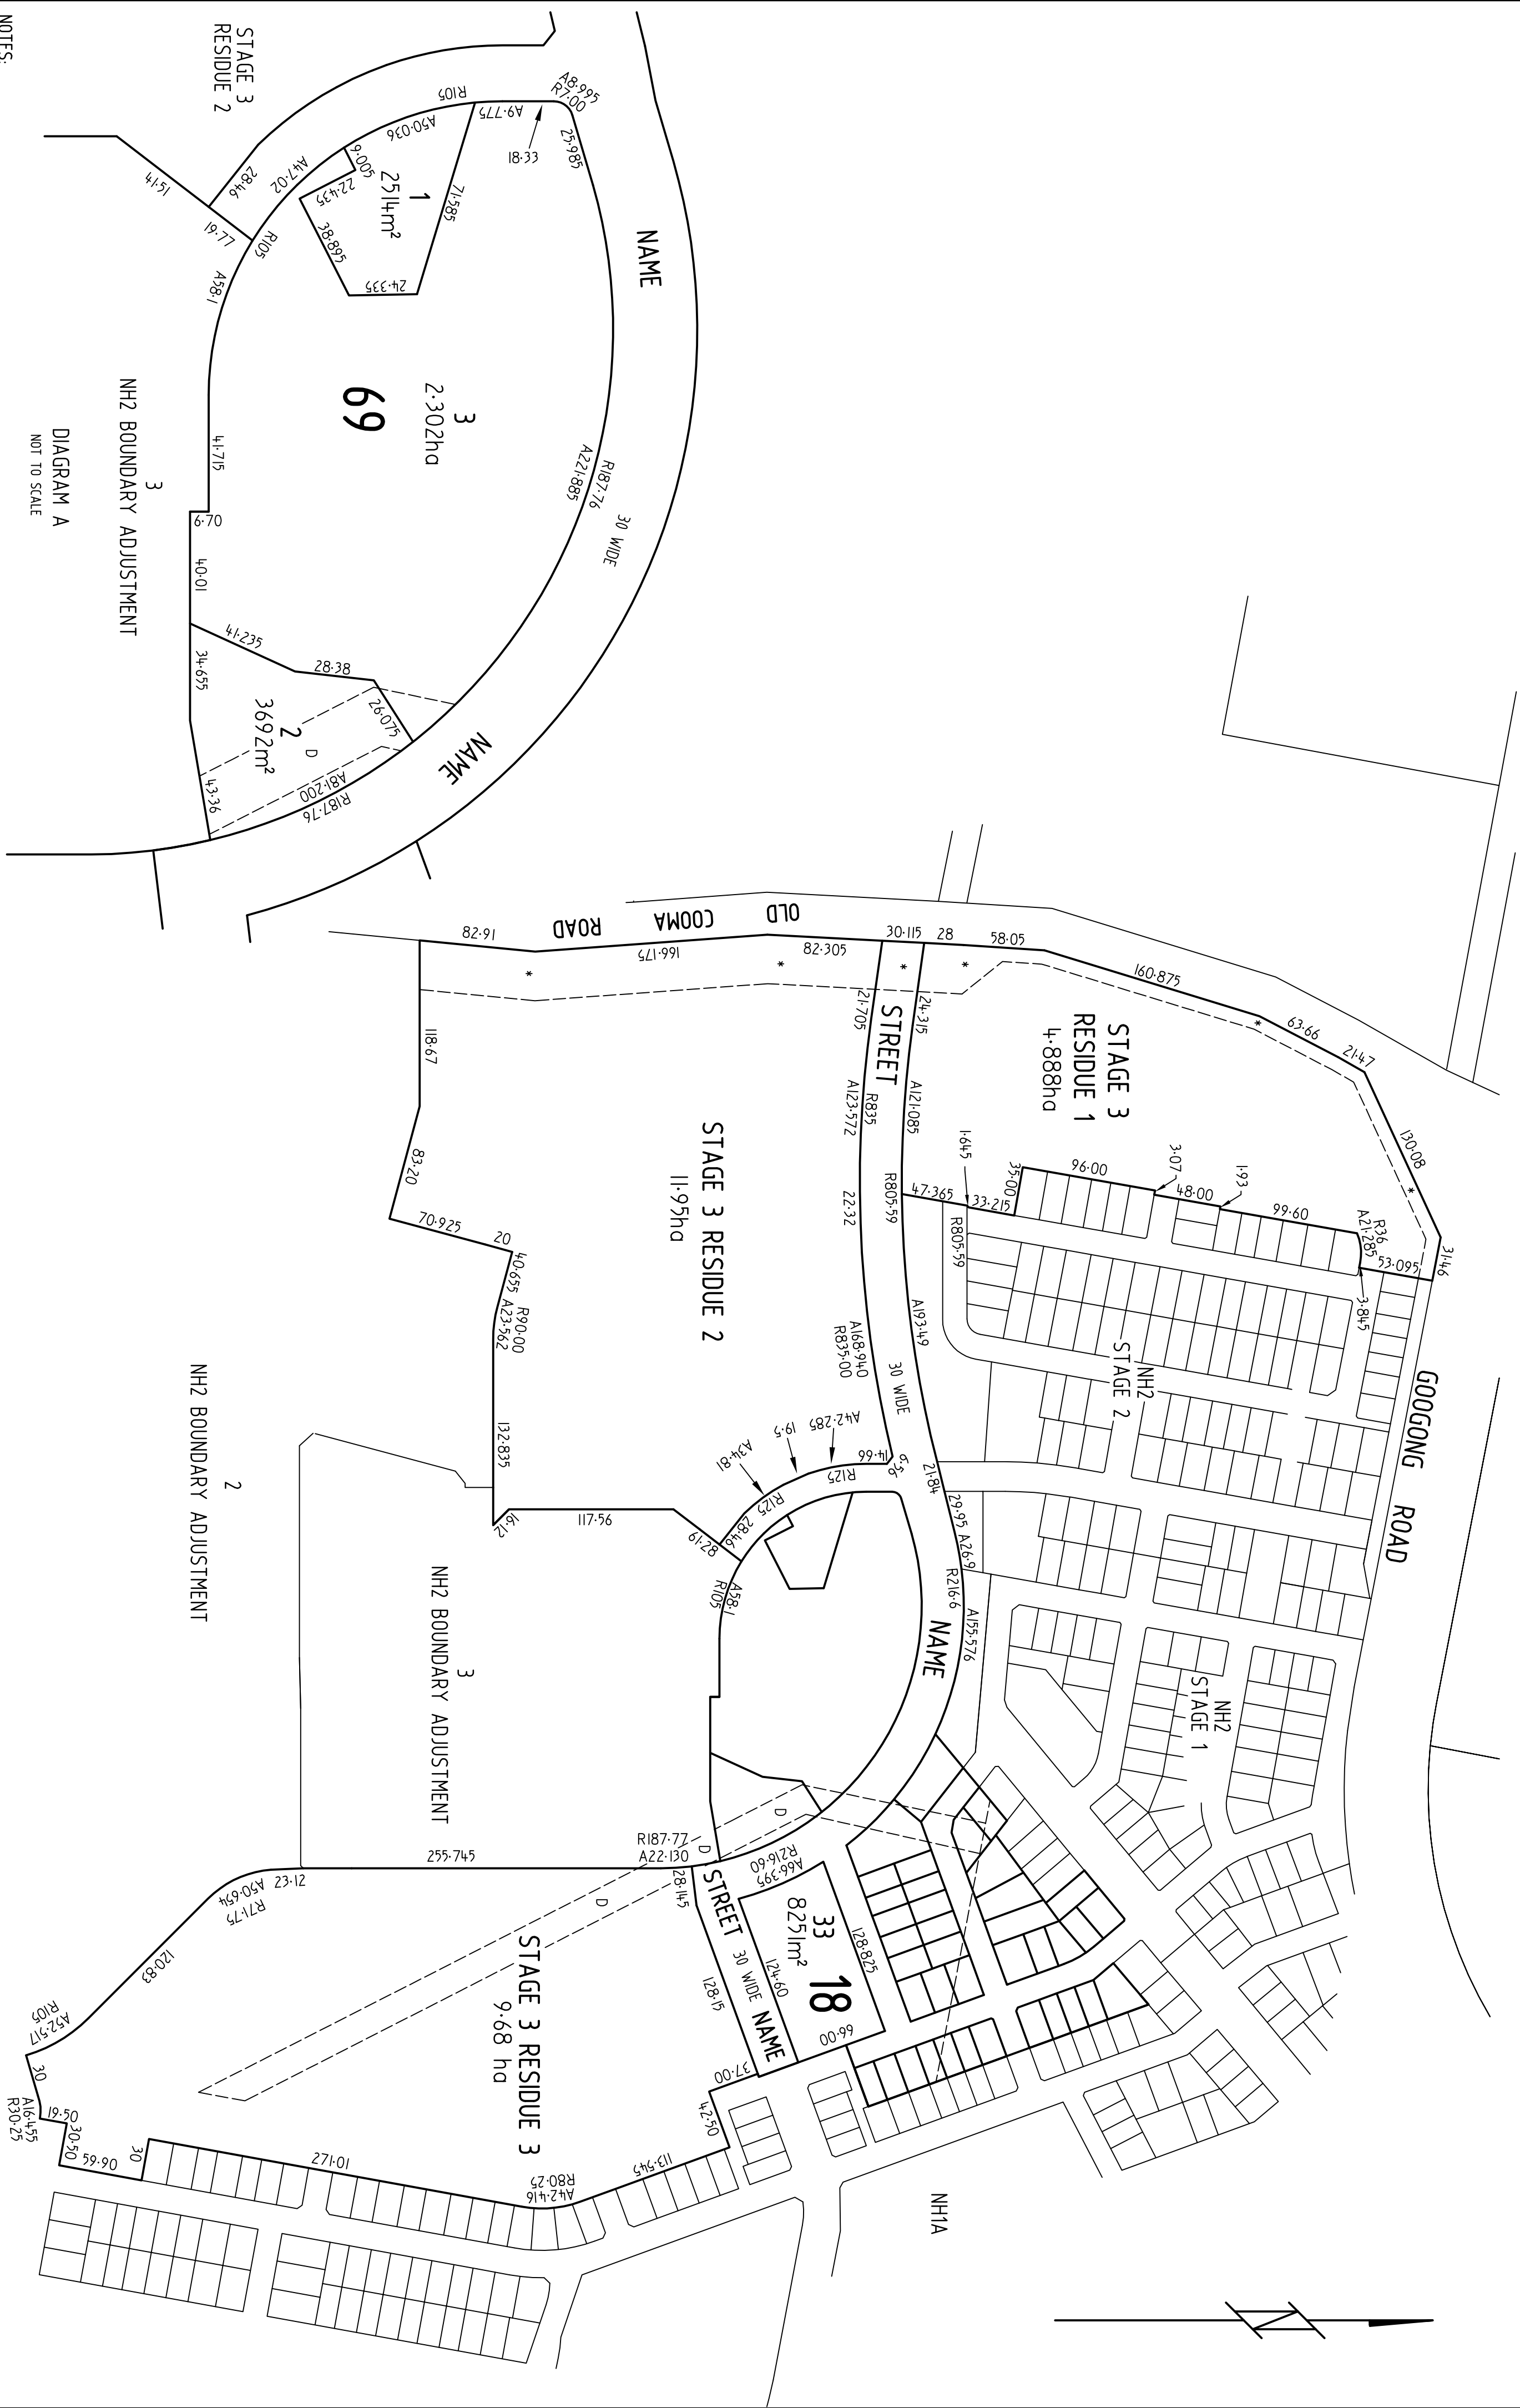 NOTES:
STAGE 3
RESIDUE 2
A8·995
R7·00
18·33
25·985
A9·775
R105
A50·036
1
2514m²
71·585
9·005
22·435
38·895
24·335
A47·02
28·46
R105
41·51
19·77
A58·1
NAME
3
2·302ha
69
R187·76
A221·885
30 WIDE
41·715
6·70
40·01
34·655
41·235
28·38
26·075
2
3692m²
D
43·36
A81·200
R187·76
NAME
3
NH2 BOUNDARY ADJUSTMENT
DIAGRAM A
NOT TO SCALE
OLD
COOMA
ROAD
82·91
166·175
82·305
30·115
28
58·05
160·875
63·66
21·47
130·08
31·46
*
*
*
*
*
*
STAGE 3
RESIDUE 1
4·888ha
53·095
3·845
R36
A21·285
99·60
1·93
48·00
3·07
96·00
35·00
33·215
1·645
47·365
R805·59
GOOGONG
ROAD
NH2
STAGE 2
NH2
STAGE 1
NH1A
STREET
24·315
21·705
A121·085
R835
A123·572
R805·59
22·32
A193·49
A168·940
R835·00
30 WIDE
6·56
14·66
21·84
29·95
A26·9
R216·6
A155·576
NAME
A42·285
R125
19·5
A34·81
R125
28·46
61·28
A58·1
R105
STAGE 3 RESIDUE 2
11·95ha
118·67
83·20
70·925
20
40·655
R90·00
A23·562
132·835
16·12
117·56
2
NH2 BOUNDARY ADJUSTMENT
3
NH2 BOUNDARY ADJUSTMENT
D
D
D
R187·77
A22·130
255·745
23·12
A50·654
R71·75
120·83
A52·517
R105
30
A16·455
R30·25
19·50
30·50
59·90
30
271·01
A42·416
R80·25
113·545
42·50
37·00
STAGE 3 RESIDUE 3
9·68 ha
28·145
STREET
30 WIDE
NAME
128·15
124·60
A66·395
R216·60
33
8251m²
18
128·825
66·00